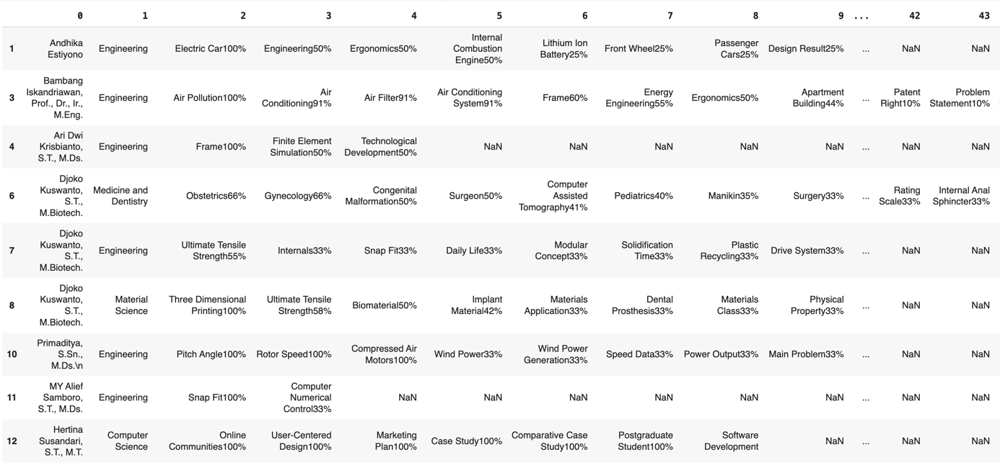 0 1 2 3 4 5 6 7 8 9 ... 42 43
1 Andhika Estiyono Engineering Electric Car100% Engineering50% Ergonomics50% Internal Combustion Engine50% Lithium Ion Battery25% Front Wheel25% Passenger Cars25% Design Result25% ... NaN NaN
3 Bambang Iskandriawan, Prof., Dr., Ir., M.Eng. Engineering Air Pollution100% Air Conditioning91% Air Filter91% Air Conditioning System91% Frame60% Energy Engineering55% Ergonomics50% Apartment Building44% ... Patent Right10% Problem Statement10%
4 Ari Dwi Krisbianto, S.T., M.Ds. Engineering Frame100% Finite Element Simulation50% Technological Development50% NaN NaN NaN NaN NaN ... NaN NaN
6 Djoko Kuswanto, S.T., M.Biotech. Medicine and Dentistry Obstetrics66% Gynecology66% Congenital Malformation50% Surgeon50% Computer Assisted Tomography41% Pediatrics40% Manikin35% Surgery33% ... Rating Scale33% Internal Anal Sphincter33%
7 Djoko Kuswanto, S.T., M.Biotech. Engineering Ultimate Tensile Strength55% Internals33% Snap Fit33% Daily Life33% Modular Concept33% Solidification Time33% Plastic Recycling33% Drive System33% ... NaN NaN
8 Djoko Kuswanto, S.T., M.Biotech. Material Science Three Dimensional Printing100% Ultimate Tensile Strength58% Biomaterial50% Implant Material42% Materials Application33% Dental Prosthesis33% Materials Class33% Physical Property33% ... NaN NaN
10 Primaditya, S.Sn., M.Ds.\n Engineering Pitch Angle100% Rotor Speed100% Compressed Air Motors100% Wind Power33% Wind Power Generation33% Speed Data33% Power Output33% Main Problem33% ... NaN NaN
11 MY Alief Samboro, S.T., M.Ds. Engineering Snap Fit100% Computer Numerical Control33% NaN NaN NaN NaN NaN NaN ... NaN NaN
12 Hertina Susandari, S.T., M.T. Computer Science Online Communities100% User-Centered Design100% Marketing Plan100% Case Study100% Comparative Case Study100% Postgraduate Student100% Software Development NaN ... NaN NaN